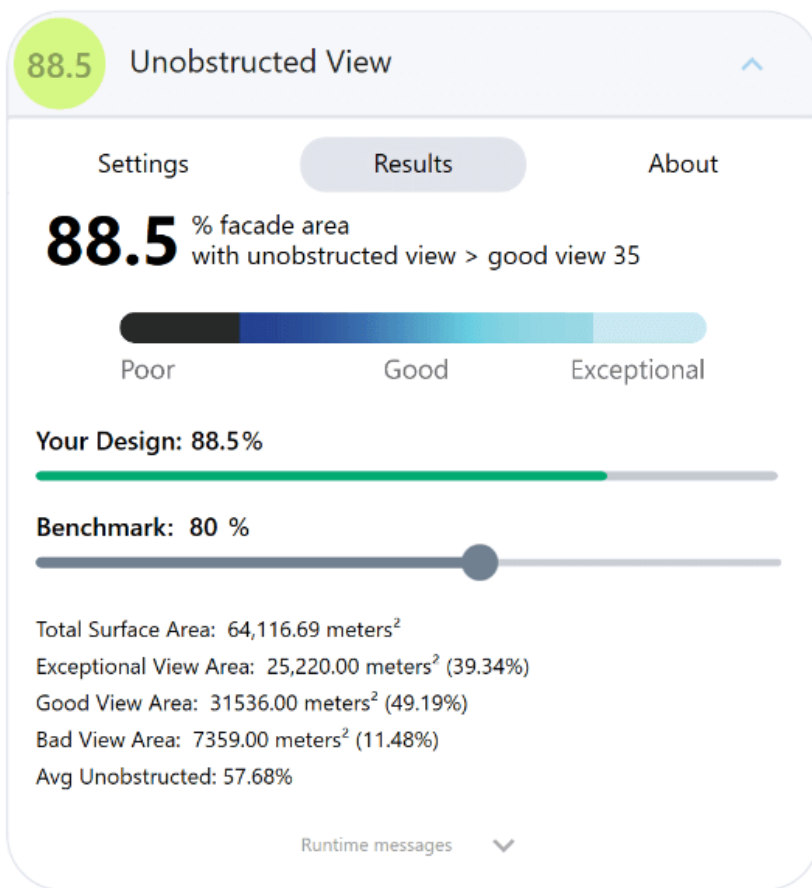 88.5 Unobstructed View
Settings Results About
88.5 % facade area
with unobstructed view > good view 35
Poor Good Exceptional
Your Design: 88.5%
Benchmark: 80 %
Total Surface Area: 64,116.69 meters²
Exceptional View Area: 25,220.00 meters² (39.34%)
Good View Area: 31536.00 meters² (49.19%)
Bad View Area: 7359.00 meters² (11.48%)
Avg Unobstructed: 57.68%
Runtime messages